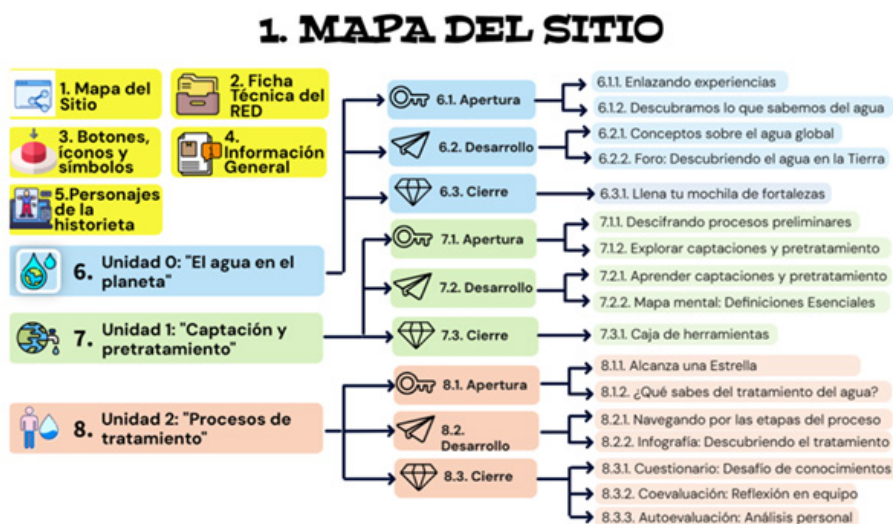 1. MAPA DEL SITIO
1. Mapa del
Sitio
2. Ficha
Técnica del
RED
3. Botones,
íconos y
símbolos
4.
Información
General
5.Personajes
de la
historieta
6. Unidad 0: "El agua en el
planeta"
6.1. Apertura
6.1.1. Enlazando experiencias
6.1.2. Descubramos lo que sabemos del agua
6.2. Desarrollo
6.2.1. Conceptos sobre el agua global
6.2.2. Foro: Descubriendo el agua en la Tierra
6.3. Cierre
6.3.1. Llena tu mochila de fortalezas
7. Unidad 1: "Captación y
pretratamiento"
7.1. Apertura
7.1.1. Descifrando procesos preliminares
7.1.2. Explorar captaciones y pretratamiento
7.2. Desarrollo
7.2.1. Aprender captaciones y pretratamiento
7.2.2. Mapa mental: Definiciones Esenciales
7.3. Cierre
7.3.1. Caja de herramientas
8. Unidad 2: "Procesos de
tratamiento"
8.1. Apertura
8.1.1. Alcanza una Estrella
8.1.2. ¿Qué sabes del tratamiento del agua?
8.2.
Desarrollo
8.2.1. Navegando por las etapas del proceso
8.2.2. Infografía: Descubriendo el tratamiento
8.3. Cierre
8.3.1. Cuestionario: Desafío de conocimientos
8.3.2. Coevaluación: Reflexión en equipo
8.3.3. Autoevaluación: Análisis personal